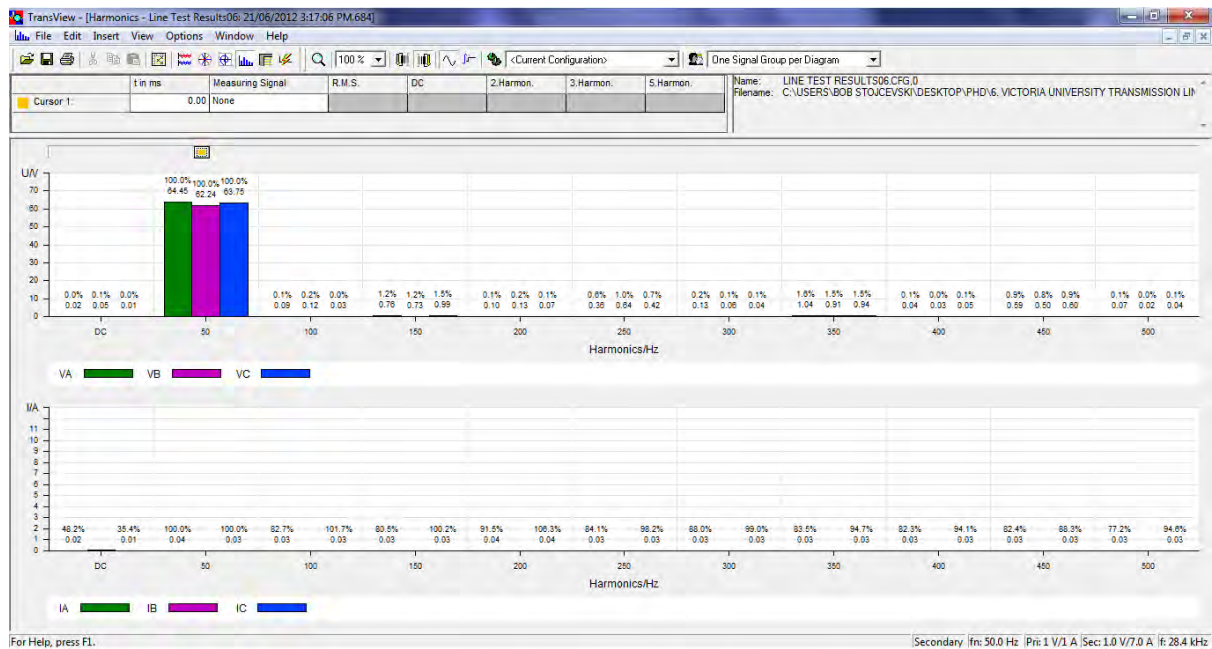 TransView - [Harmonics - Line Test Results06: 21/06/2012 3:17:06 PM.684]
File Edit Insert View Options Window Help
100 % <Current Configuration> One Signal Group per Diagram
t in ms Measuring Signal R.M.S. DC 2.Harmon. 3.Harmon. 5.Harmon.
Cursor 1: 0.00 None
Name: LINE TEST RESULTS06.CFG,0
Filename: C:\USERS\BOB STOJCEVSKI\DESKTOP\PHD\6. VICTORIA UNIVERSITY TRANSMISSION LIN
U/V
70
60
50
40
30
20
10
0
100.0% 100.0% 100.0%
64.45 62.24 63.75
0.0% 0.1% 0.0% 0.1% 0.2% 0.0% 1.2% 1.2% 1.5% 0.1% 0.2% 0.1% 0.6% 1.0% 0.7% 0.2% 0.1% 0.1% 1.6% 1.5% 1.5% 0.1% 0.0% 0.1% 0.9% 0.8% 0.9% 0.1% 0.0% 0.1%
0.02 0.05 0.01 0.09 0.12 0.03 0.76 0.73 0.99 0.10 0.13 0.07 0.36 0.64 0.42 0.13 0.06 0.04 1.04 0.91 0.94 0.04 0.03 0.05 0.59 0.50 0.60 0.07 0.02 0.04
DC 50 100 150 200 250 300 350 400 450 500
Harmonics/Hz
VA VB VC
I/A
11
10
9
8
7
6
5
4
3
2
1
0
48.2% 35.4% 100.0% 100.0% 82.7% 101.7% 80.5% 100.2% 91.5% 106.3% 84.1% 98.2% 88.0% 99.0% 83.5% 94.7% 82.3% 94.1% 82.4% 88.3% 77.2% 94.6%
0.02 0.01 0.04 0.03 0.03 0.03 0.03 0.03 0.04 0.04 0.03 0.03 0.03 0.03 0.03 0.03 0.03 0.03 0.03 0.03 0.03 0.03
DC 50 100 150 200 250 300 350 400 450 500
Harmonics/Hz
IA IB IC
For Help, press F1.
Secondary fn: 50.0 Hz Pri: 1 V/1 A Sec: 1.0 V/7.0 A f: 28.4 kHz